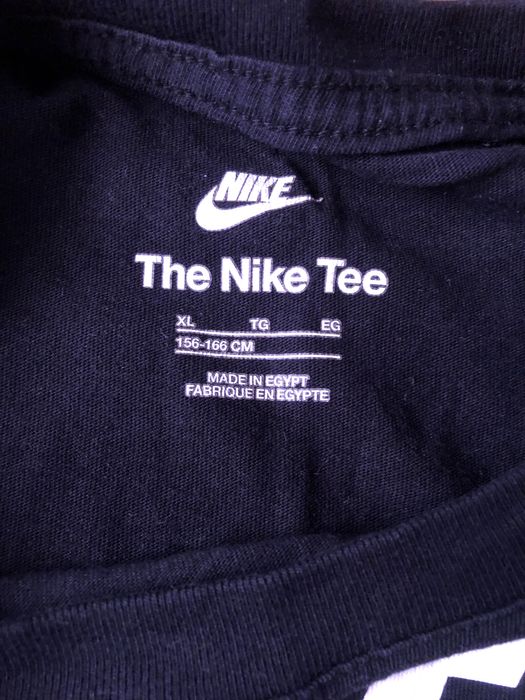 NIKE
The Nike Tee
XL TG EG
156-166 CM
MADE IN EGYPT
FABRIQUE EN EGYPTE